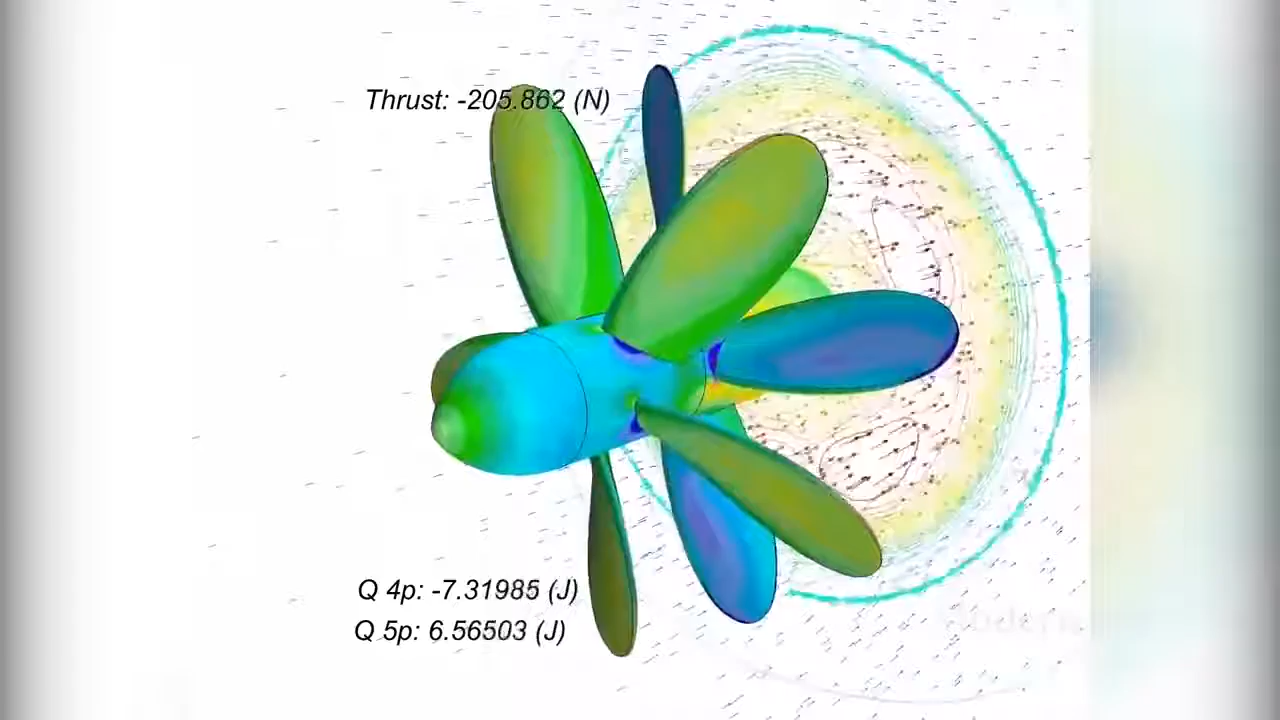 Thrust: -205.862 (N)
Q 4p: -7.31985 (J)
Q 5p: 6.56503 (J)